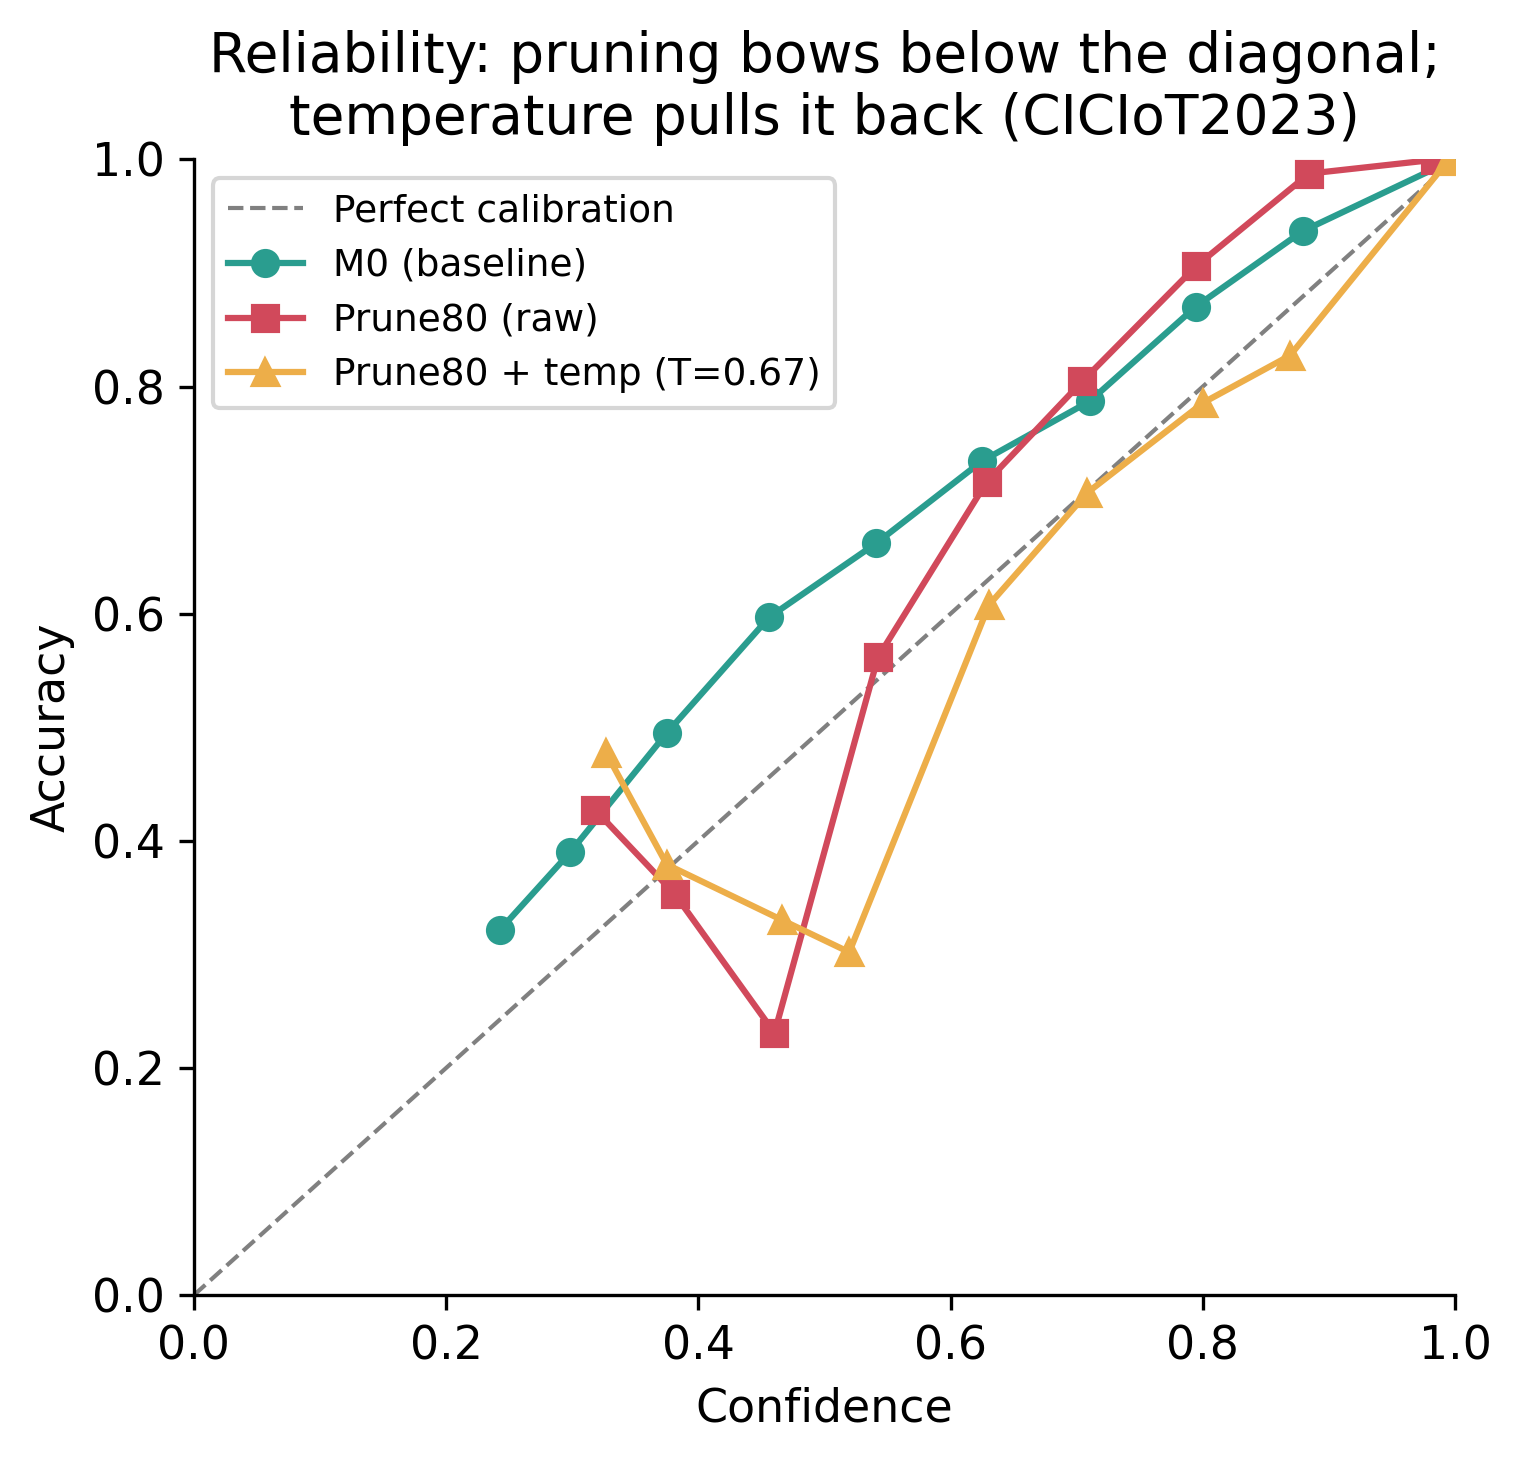 Reliability: pruning bows below the diagonal;
temperature pulls it back (CICIoT2023)
Perfect calibration
M0 (baseline)
Prune80 (raw)
Prune80 + temp (T=0.67)
Accuracy
1.0
0.8
0.6
0.4
0.2
0.0
0.0 0.2 0.4 0.6 0.8 1.0
Confidence